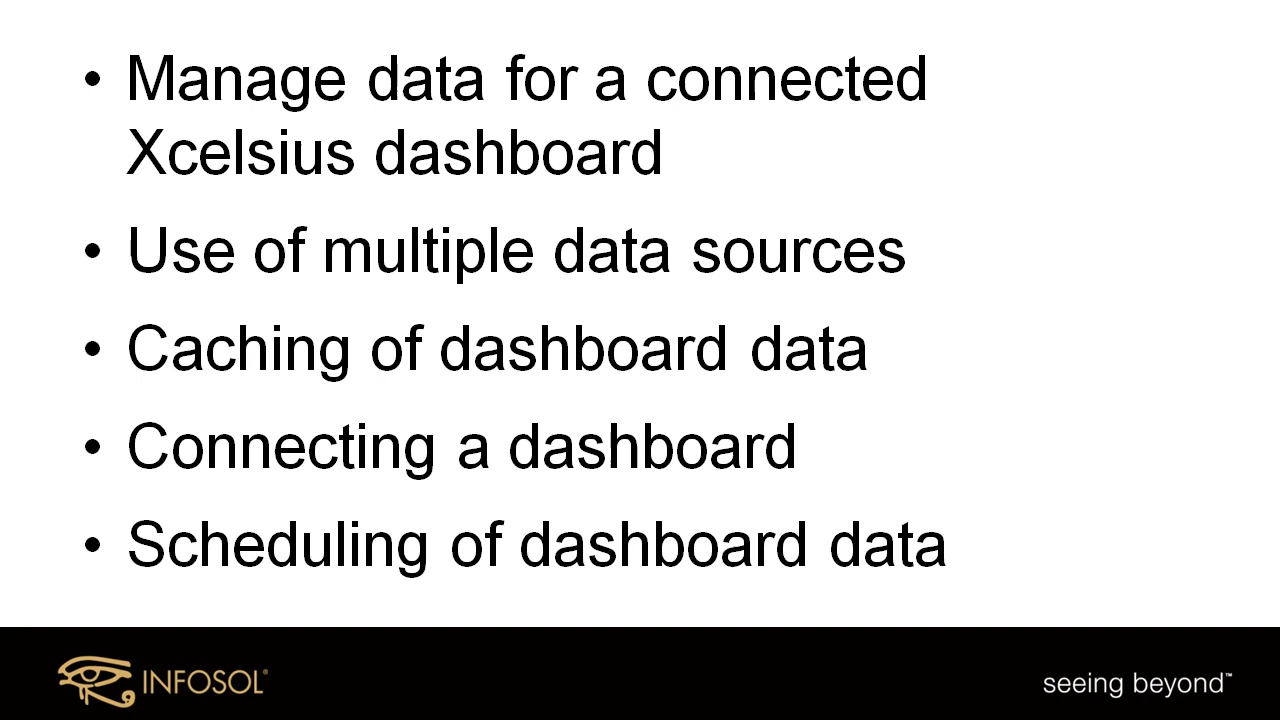 • Manage data for a connected
Xcelsius dashboard
• Use of multiple data sources
• Caching of dashboard data
• Connecting a dashboard
• Scheduling of dashboard data
INFOSOL®
seeing beyond™